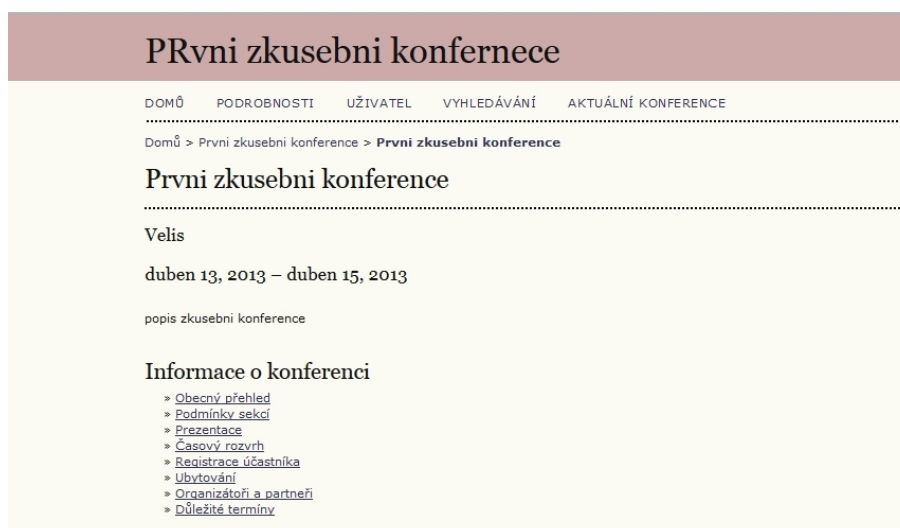 PRvni zkusebni konfernece
DOMŮ PODROBNOSTI UŽIVATEL VYHLEDÁVÁNÍ AKTUÁLNÍ KONFERENCE
Domů > Prvni zkusebni konference > Prvni zkusebni konference
Prvni zkusebni konference
Velis
duben 13, 2013 – duben 15, 2013
popis zkusebni konference
Informace o konferenci
» Obecný přehled
» Podmínky sekcí
» Prezentace
» Časový rozvrh
» Registrace účastníka
» Ubytování
» Organizátoři a partneři
» Důležité termíny